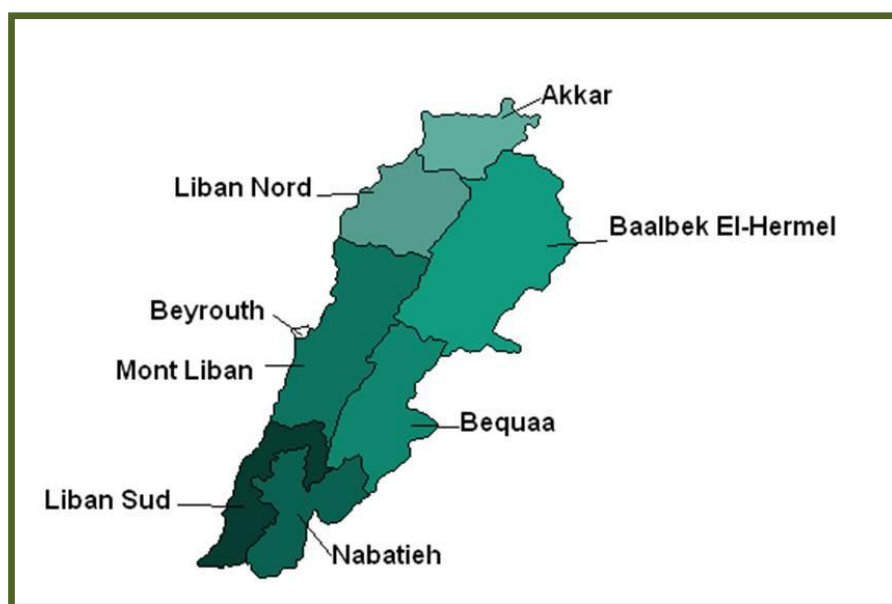 Akkar
Liban Nord
Baalbek El-Hermel
Beyrouth
Mont Liban
Bequaa
Liban Sud
Nabatieh